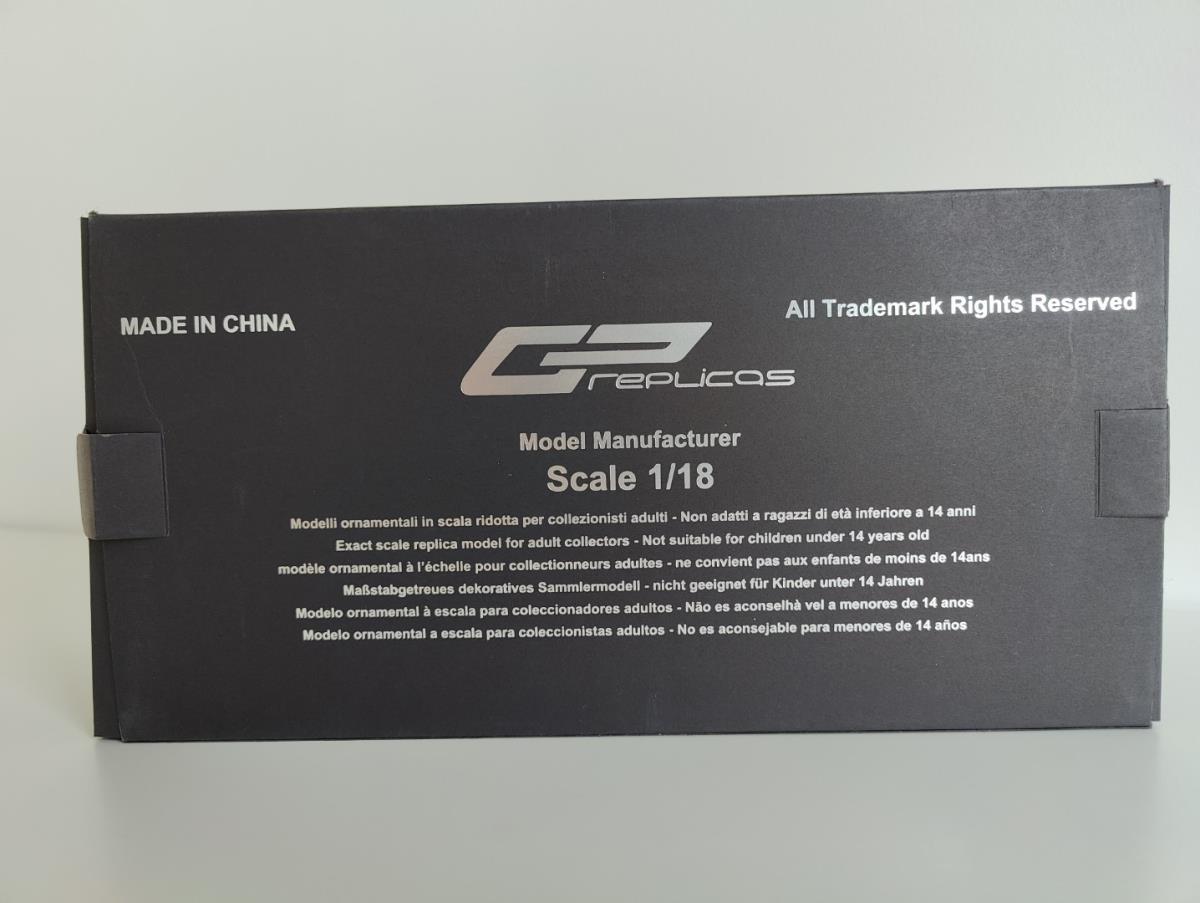 MADE IN CHINA
All Trademark Rights Reserved
GP replicas
Model Manufacturer
Scale 1/18
Modelli ornamentali in scala ridotta per collezionisti adulti - Non adatti a ragazzi di età inferiore a 14 anni
Exact scale replica model for adult collectors - Not suitable for children under 14 years old
modèle ornamental à l'échelle pour collectionneurs adultes - ne convient pas aux enfants de moins de 14ans
Maßstabgetreues dekoratives Sammlermodell - nicht geeignet für Kinder unter 14 Jahren
Modelo ornamental à escala para coleccionadores adultos - Não es aconselhà vel a menores de 14 anos
Modelo ornamental a escala para coleccionistas adultos - No es aconsejable para menores de 14 años